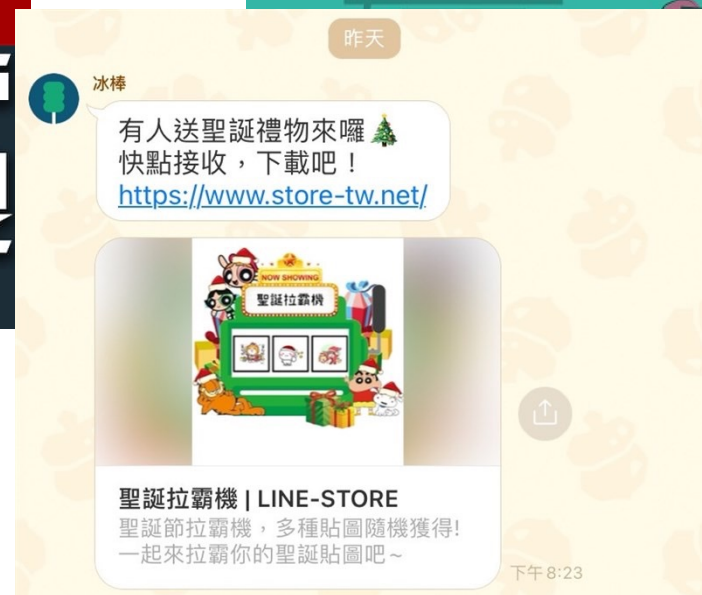 昨天
冰棒
有人送聖誕禮物來囉
快點接收，下載吧！
https://www.store-tw.net/
NOW SHOWING
聖誕拉霸機
聖誕拉霸機 | LINE-STORE
聖誕節拉霸機，多種貼圖隨機獲得!
一起來拉霸你的聖誕貼圖吧~
下午8:23